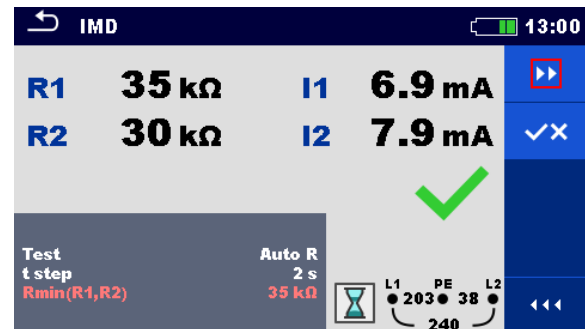 IMD 13:00
R1 35 kΩ I1 6.9 mA
R2 30 kΩ I2 7.9 mA
Test Auto R
t step 2 s
Rmin(R1,R2) 35 kΩ
L1 PE L2
203 38
240